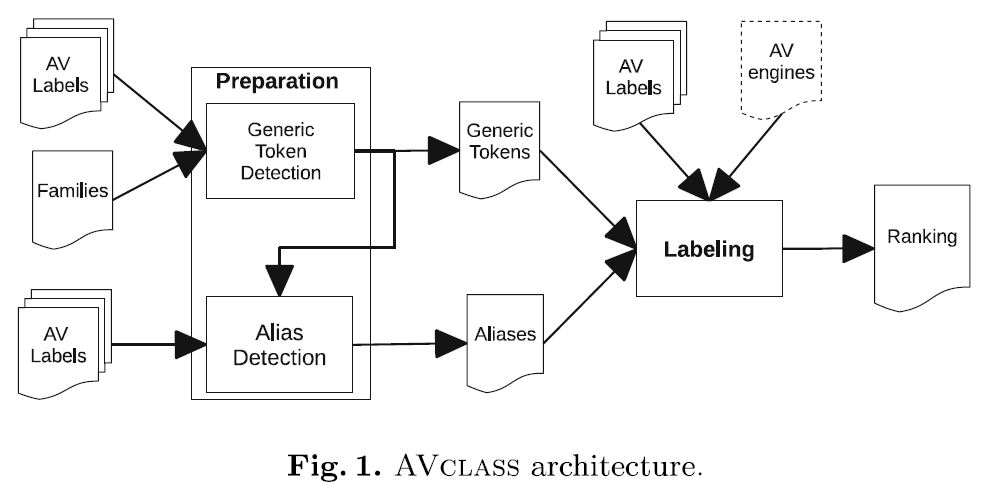 AV
Labels
Families
AV
Labels
Preparation
Generic
Token
Detection
Alias
Detection
Generic
Tokens
Aliases
AV
Labels
AV
engines
Labeling
Ranking
Fig. 1. AVCLASS architecture.